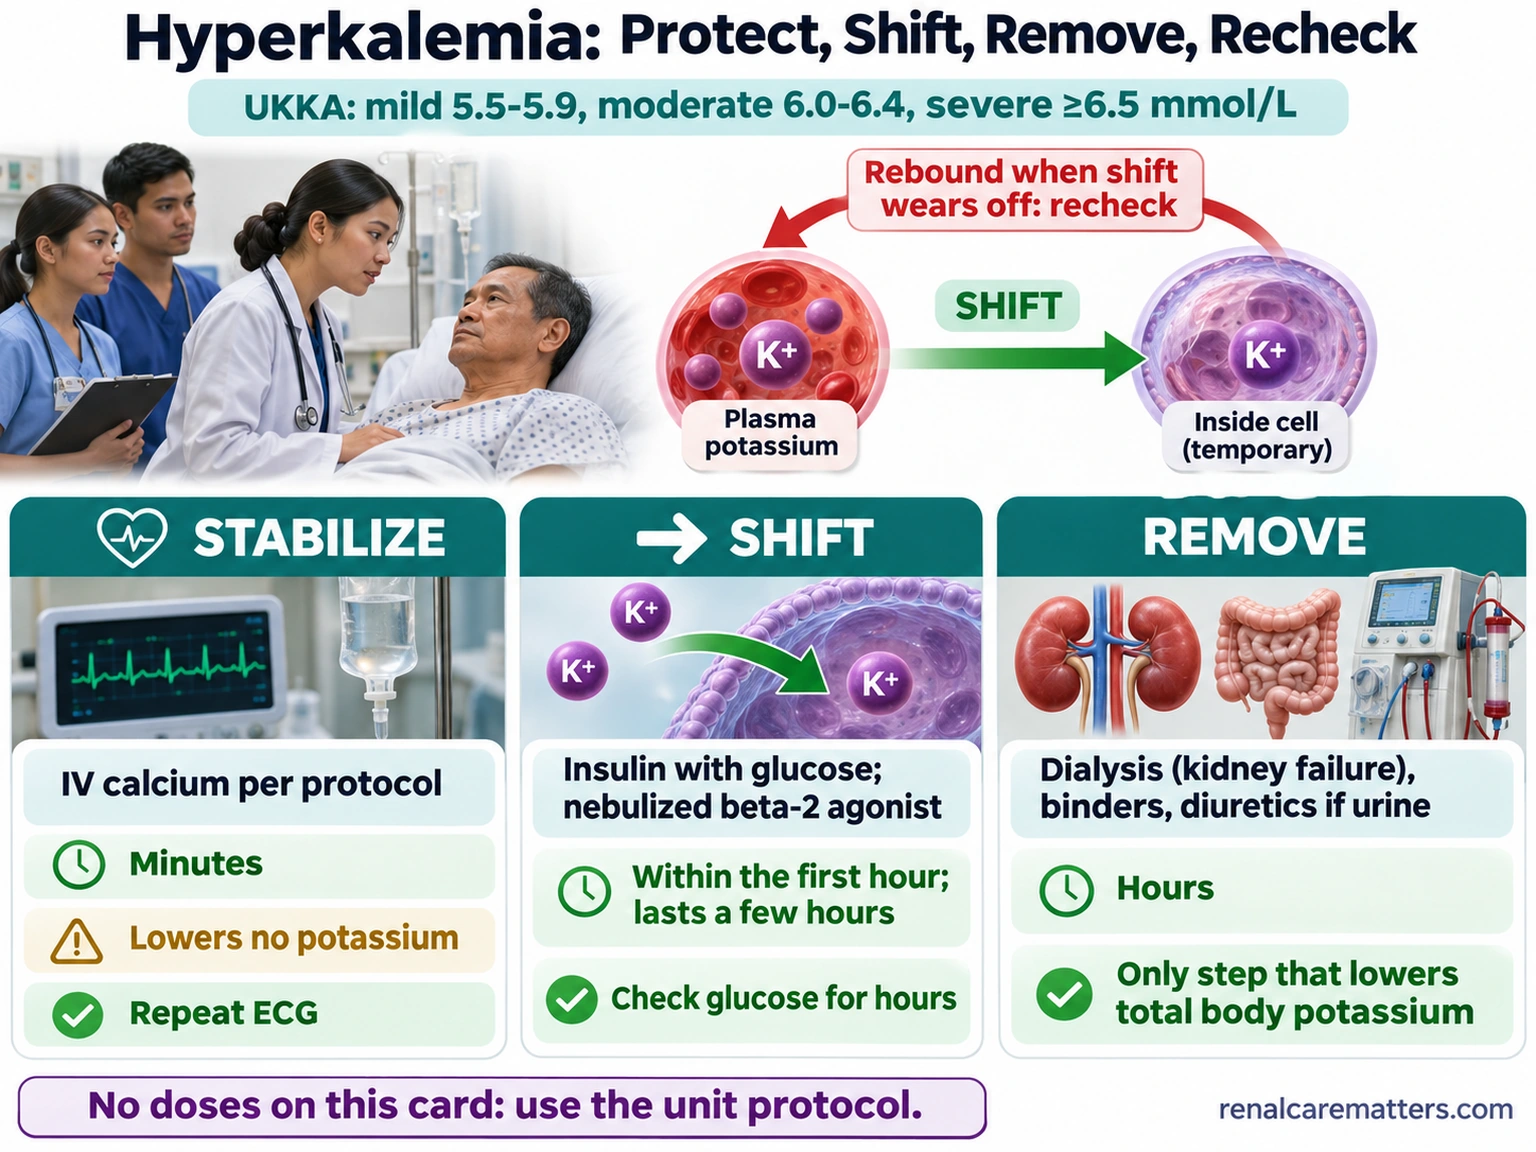 Hyperkalemia: Protect, Shift, Remove, Recheck
UKKA: mild 5.5-5.9, moderate 6.0-6.4, severe ≥6.5 mmol/L
Rebound when shift
wears off: recheck
SHIFT
K+
K+
Plasma
potassium
Inside cell
(temporary)
STABILIZE
IV calcium per protocol
Minutes
Lowers no potassium
Repeat ECG
SHIFT
K+
K+
K+
Insulin with glucose;
nebulized beta-2 agonist
Within the first hour;
lasts a few hours
Check glucose for hours
REMOVE
Dialysis (kidney failure),
binders, diuretics if urine
Hours
Only step that lowers
total body potassium
No doses on this card: use the unit protocol.
renalcarematters.com